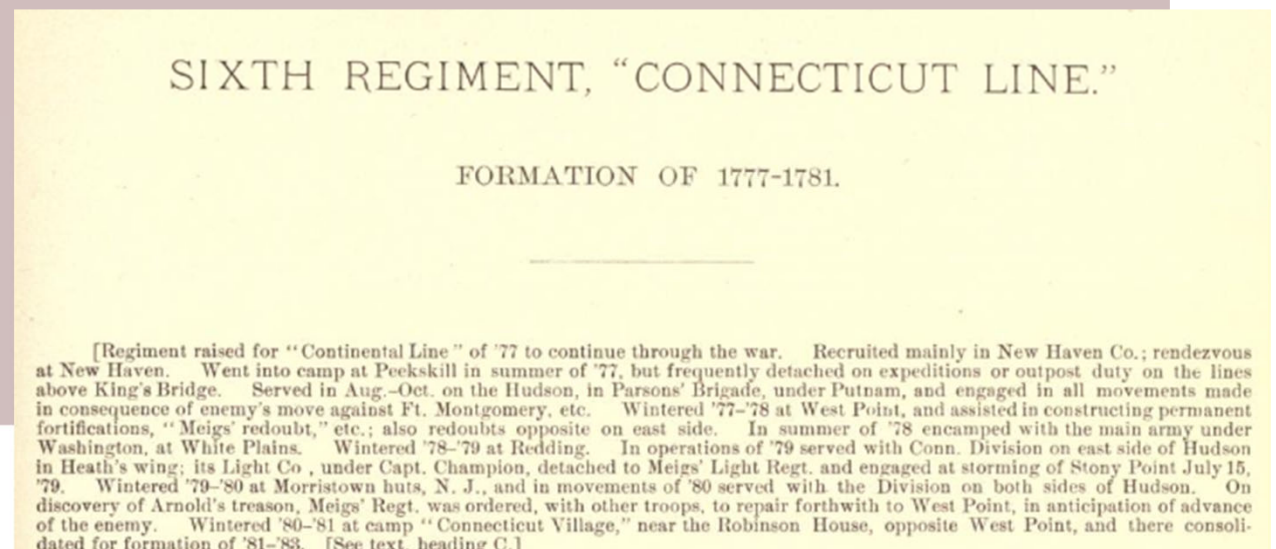 SIXTH REGIMENT, “CONNECTICUT LINE.”
FORMATION OF 1777-1781.
[Regiment raised for “Continental Line” of '77 to continue through the war. Recruited mainly in New Haven Co.; rendezvous
at New Haven. Went into camp at Peekskill in summer of '77, but frequently detached on expeditions or outpost duty on the lines
above King's Bridge. Served in Aug.–Oct. on the Hudson, in Parsons' Brigade, under Putnam, and engaged in all movements made
in consequence of enemy's move against Ft. Montgomery, etc. Wintered '77–'78 at West Point, and assisted in constructing permanent
fortifications, “Meigs' redoubt,” etc.; also redoubts opposite on east side. In summer of '78 encamped with the main army under
Washington, at White Plains. Wintered '78–'79 at Redding. In operations of '79 served with Conn. Division on east side of Hudson
in Heath's wing; its Light Co , under Capt. Champion, detached to Meigs' Light Regt. and engaged at storming of Stony Point July 15,
'79. Wintered '79–'80 at Morristown huts, N. J., and in movements of '80 served with the Division on both sides of Hudson. On
discovery of Arnold's treason, Meigs' Regt. was ordered, with other troops, to repair forthwith to West Point, in anticipation of advance
of the enemy. Wintered '80–'81 at camp “Connecticut Village,” near the Robinson House, opposite West Point, and there consoli-
dated for formation of '81–'83. [See text, heading C.]